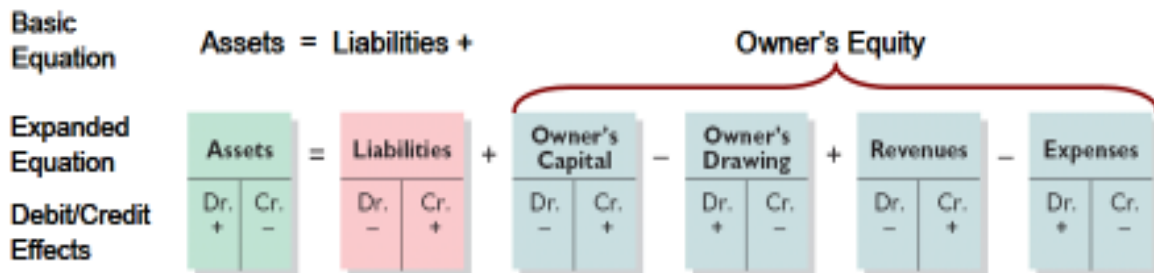 Basic
Equation
Assets = Liabilities + Owner's Equity
Expanded
Equation
Assets = Liabilities + Owner's Capital – Owner's Drawing + Revenues – Expenses
Debit/Credit
Effects
Dr. Cr. Dr. Cr. Dr. Cr. Dr. Cr. Dr. Cr. Dr. Cr.
+ – – + – + + – – + + –